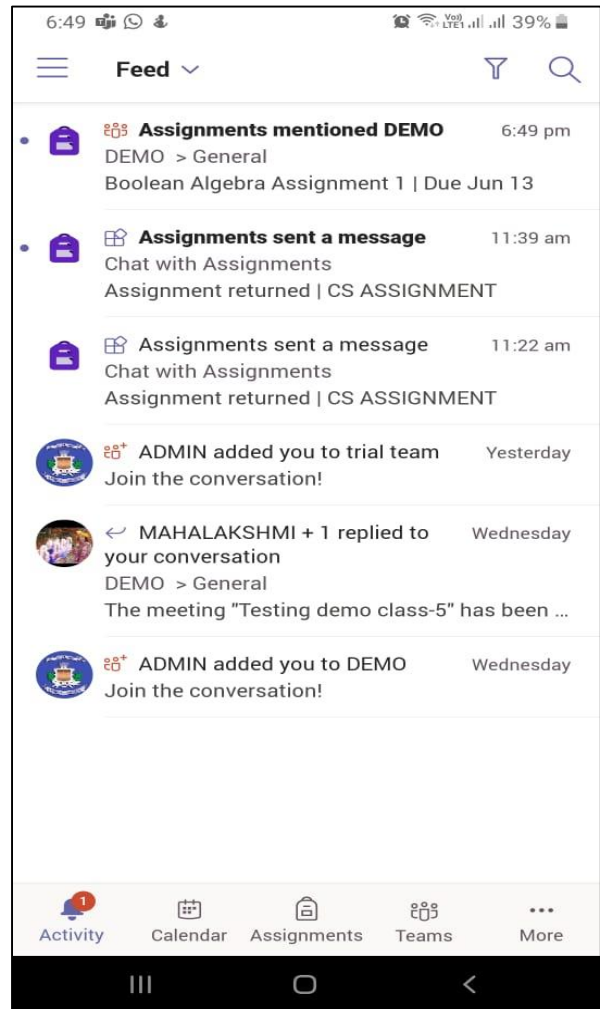 6:49 Vo)) LTE1 39%
Feed
Assignments mentioned DEMO 6:49 pm
DEMO > General
Boolean Algebra Assignment 1 | Due Jun 13
Assignments sent a message 11:39 am
Chat with Assignments
Assignment returned | CS ASSIGNMENT
Assignments sent a message 11:22 am
Chat with Assignments
Assignment returned | CS ASSIGNMENT
ADMIN added you to trial team Yesterday
Join the conversation!
MAHALAKSHMI + 1 replied to Wednesday
your conversation
DEMO > General
The meeting "Testing demo class-5" has been ...
ADMIN added you to DEMO Wednesday
Join the conversation!
1
Activity Calendar Assignments Teams More